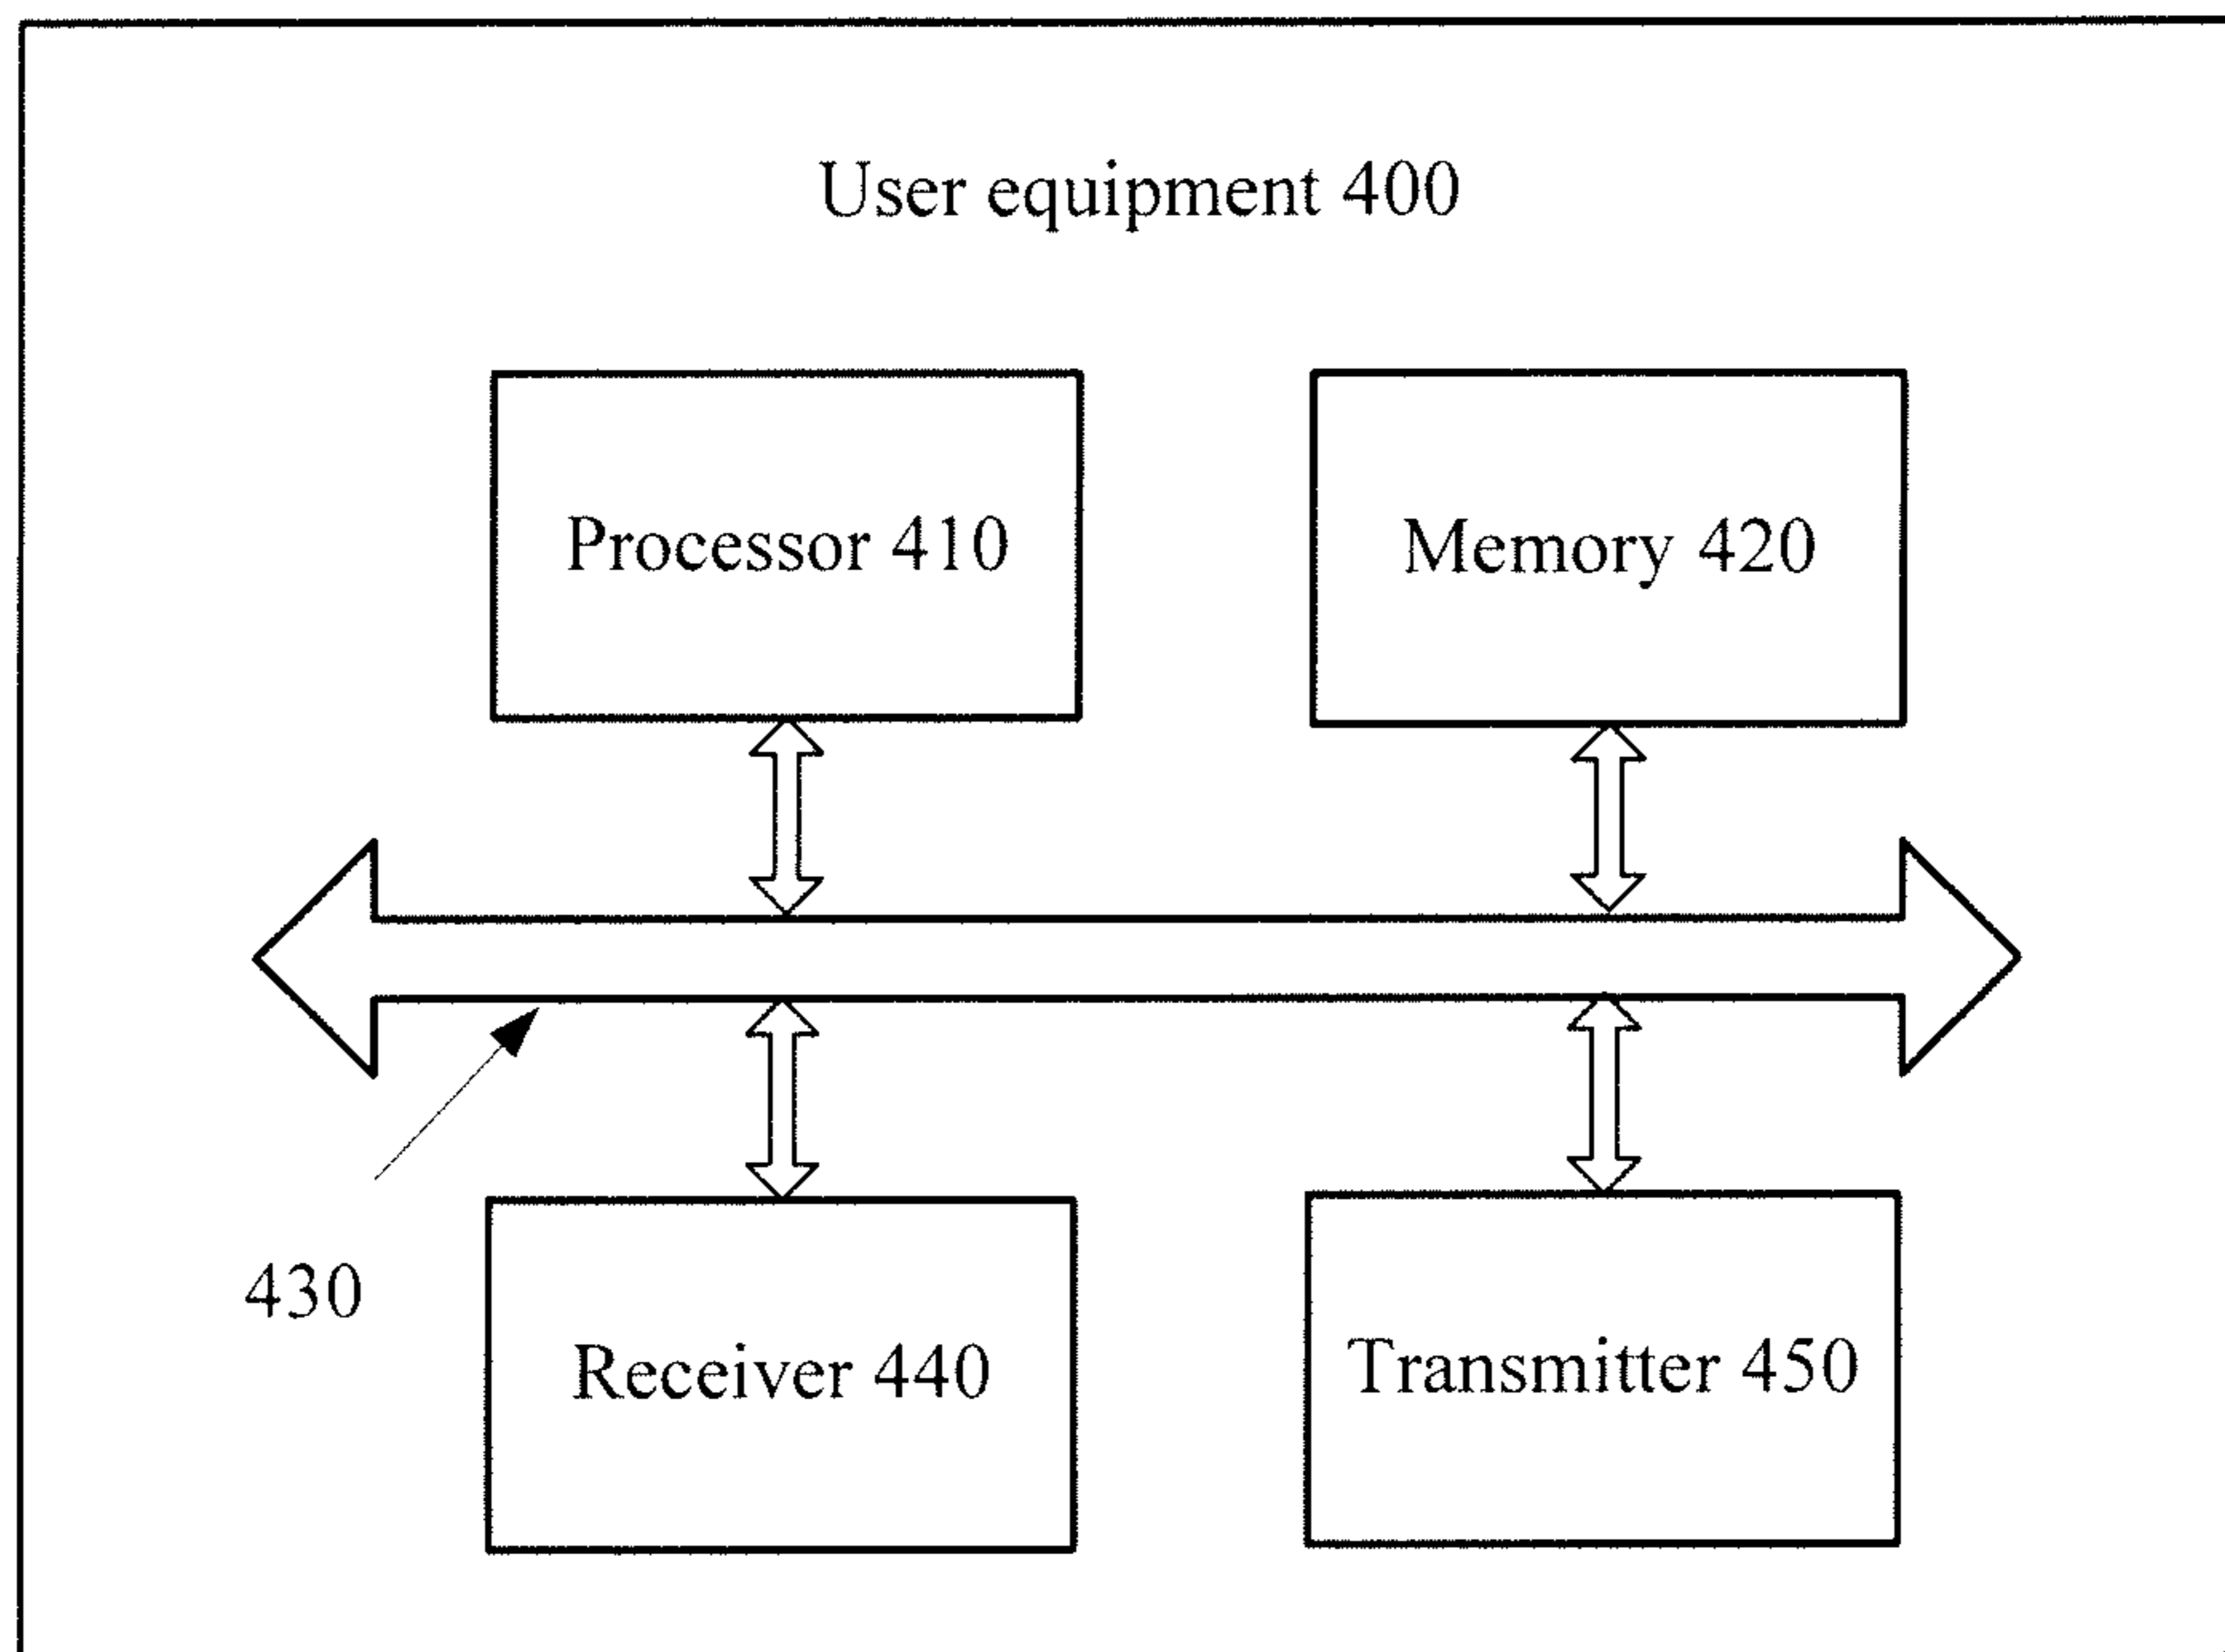 User equipment 400
Processor 410
Memory 420
430
Receiver 440
Transmitter 450